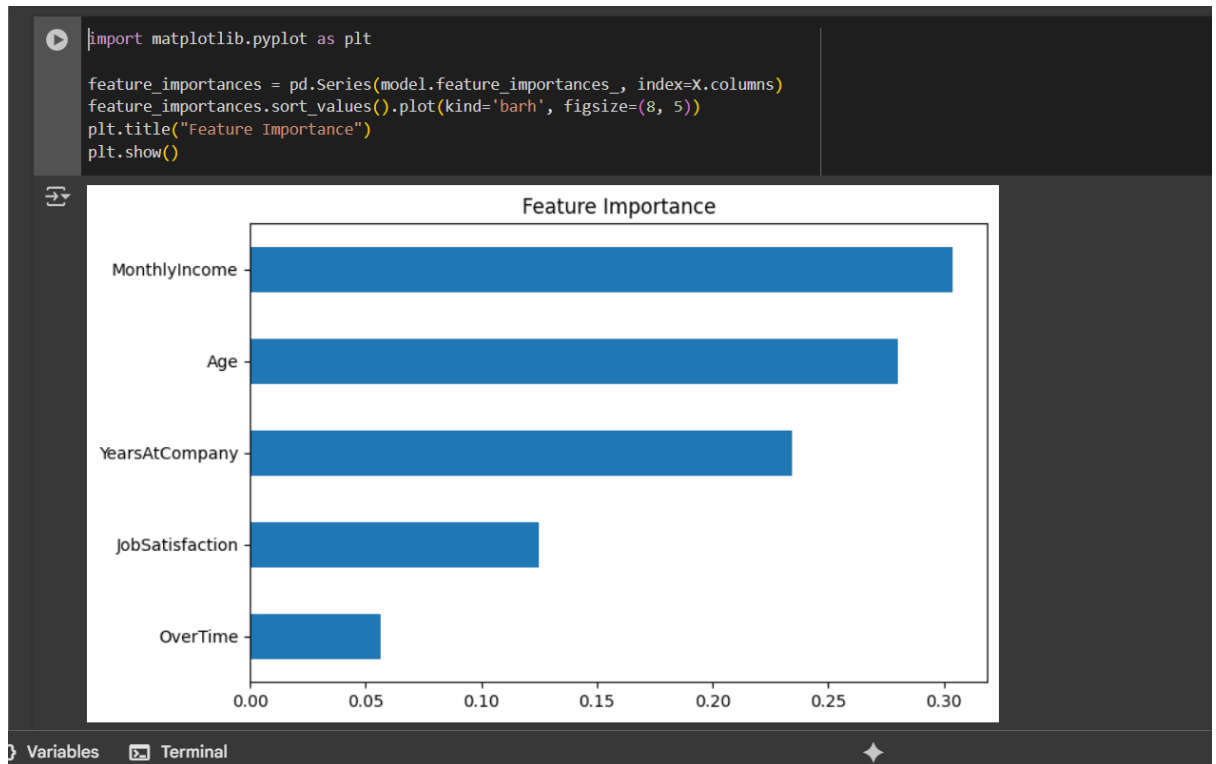 import matplotlib.pyplot as plt
feature_importances = pd.Series(model.feature_importances_, index=X.columns)
feature_importances.sort_values().plot(kind='barh', figsize=(8, 5))
plt.title("Feature Importance")
plt.show()
Feature Importance
MonthlyIncome
Age
YearsAtCompany
JobSatisfaction
OverTime
0.00 0.05 0.10 0.15 0.20 0.25 0.30
Variables Terminal